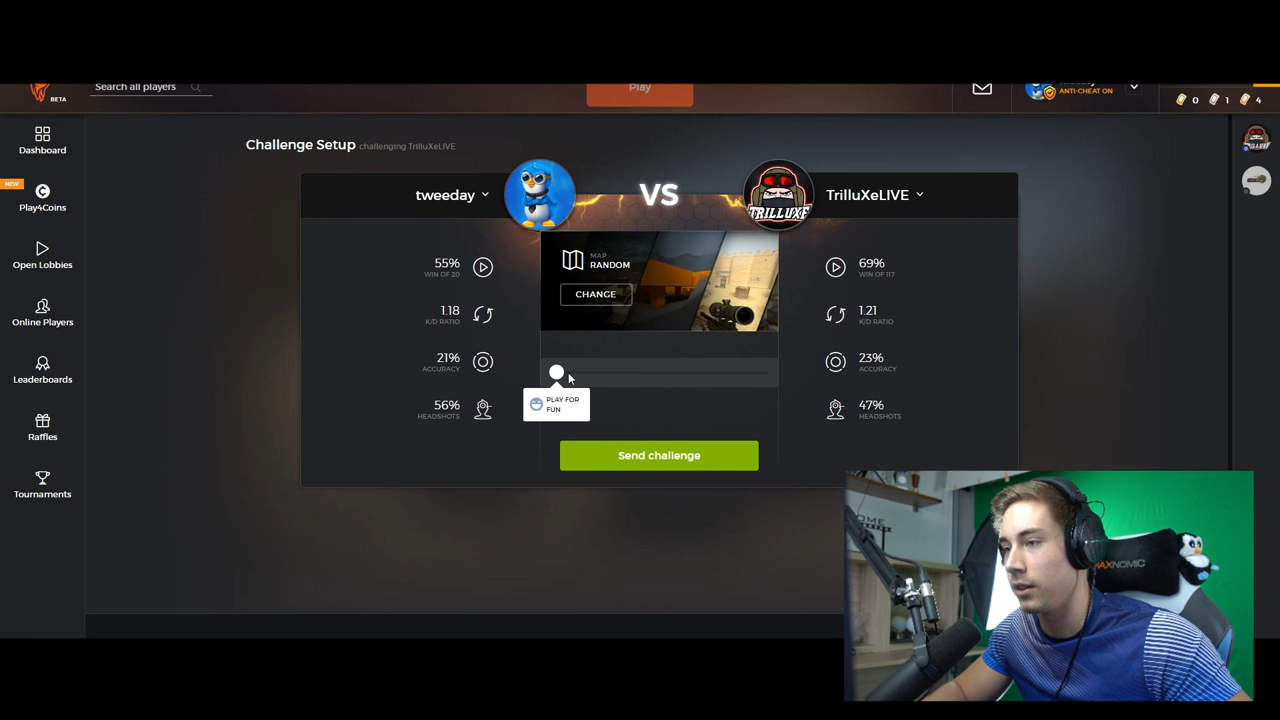 BETA
Search all players
Play
ANTI-CHEAT ON
0 1 4
Dashboard
NEW
Play4Coins
Open Lobbies
Online Players
Leaderboards
Raffles
Tournaments
Challenge Setup challenging TrilluXeLIVE
tweeday
VS
TRILLUXE
TrilluXeLIVE
55%
WIN OF 20
1.18
K/D RATIO
21%
ACCURACY
56%
HEADSHOTS
MAP
RANDOM
CHANGE
PLAY FOR
FUN
Send challenge
69%
WIN OF 117
1.21
K/D RATIO
23%
ACCURACY
47%
HEADSHOTS
MAXNOMIC